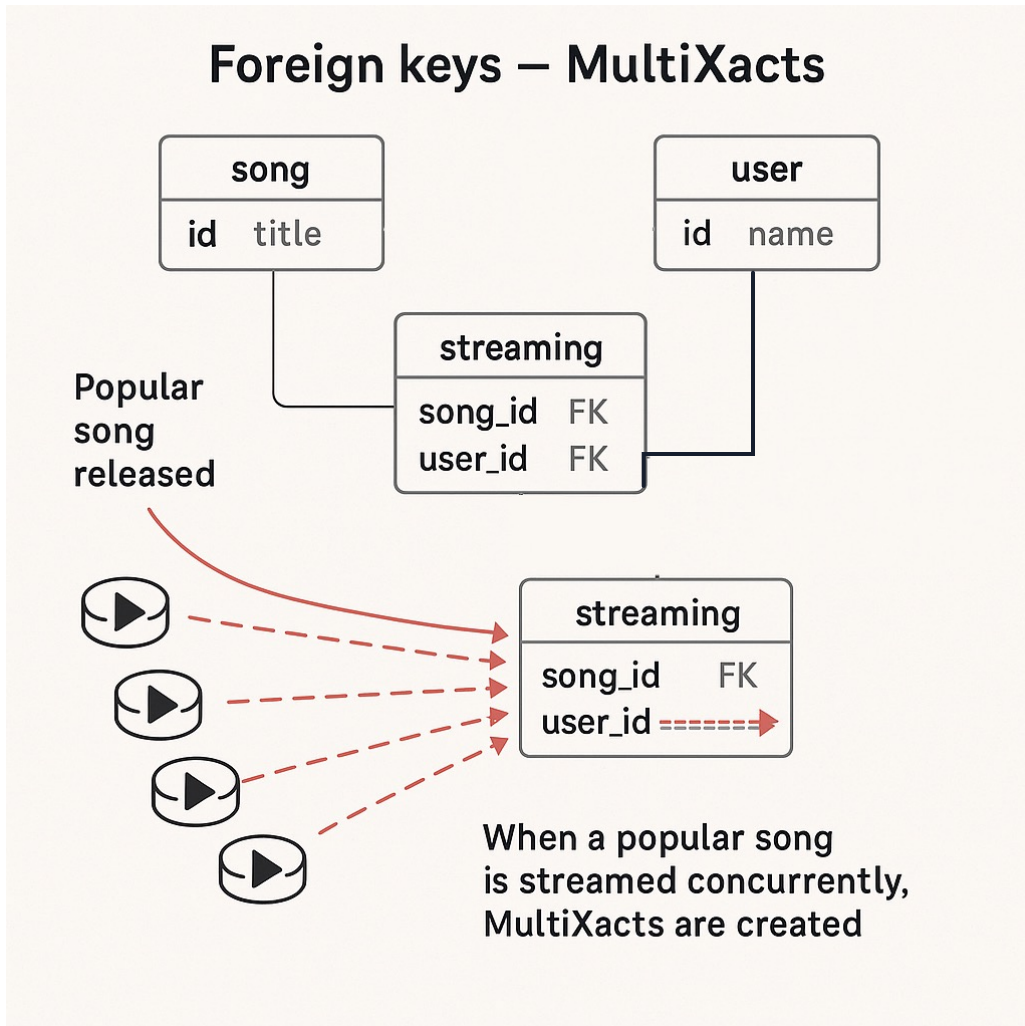 Foreign keys – MultiXacts
song
id title
user
id name
streaming
song_id FK
user_id FK
Popular
song
released
streaming
song_id FK
user_id
When a popular song
is streamed concurrently,
MultiXacts are created